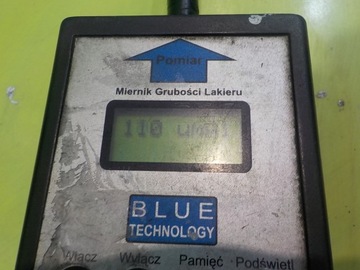 Pomiar
Miernik Grubości Lakieru
110 um
BLUE
TECHNOLOGY
Włącz Wyłącz Pamięć Podświetl